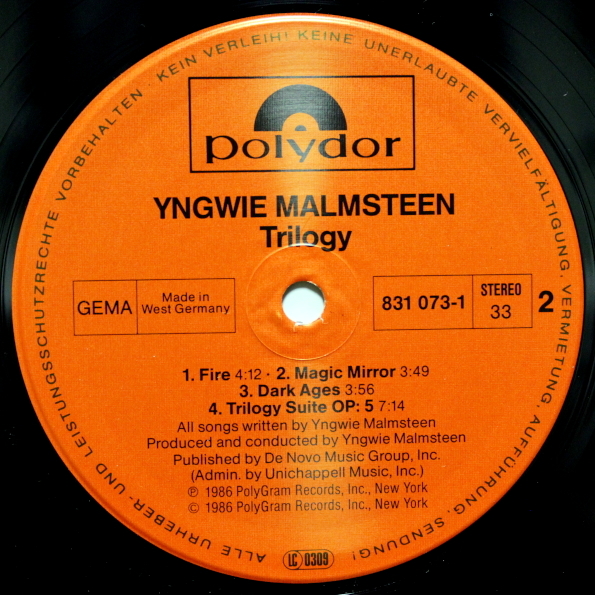 polydor
YNGWIE MALMSTEEN
Trilogy
GEMA
Made in
West Germany
831 073-1
STEREO
33
2
1. Fire 4:12 · 2. Magic Mirror 3:49
3. Dark Ages 3:56
4. Trilogy Suite OP: 5 7:14
All songs written by Yngwie Malmsteen
Produced and conducted by Yngwie Malmsteen
Published by De Novo Music Group, Inc.
(Admin. by Unichappell Music, Inc.)
℗ 1986 PolyGram Records, Inc., New York
© 1986 PolyGram Records, Inc., New York
LC 0309
ALLE URHEBER- UND LEISTUNGSSCHUTZRECHTE VORBEHALTEN KEIN VERLEIH! KEINE UNERLAUBTE VERVIELFÄLTIGUNG, VERMIETUNG, AUFFÜHRUNG, SENDUNG!